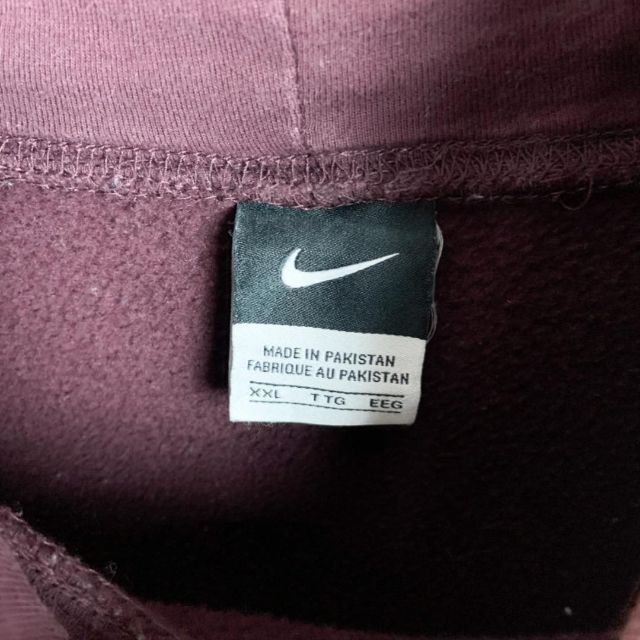 MADE IN PAKISTAN
FABRIQUE AU PAKISTAN
XXL TTG EEG